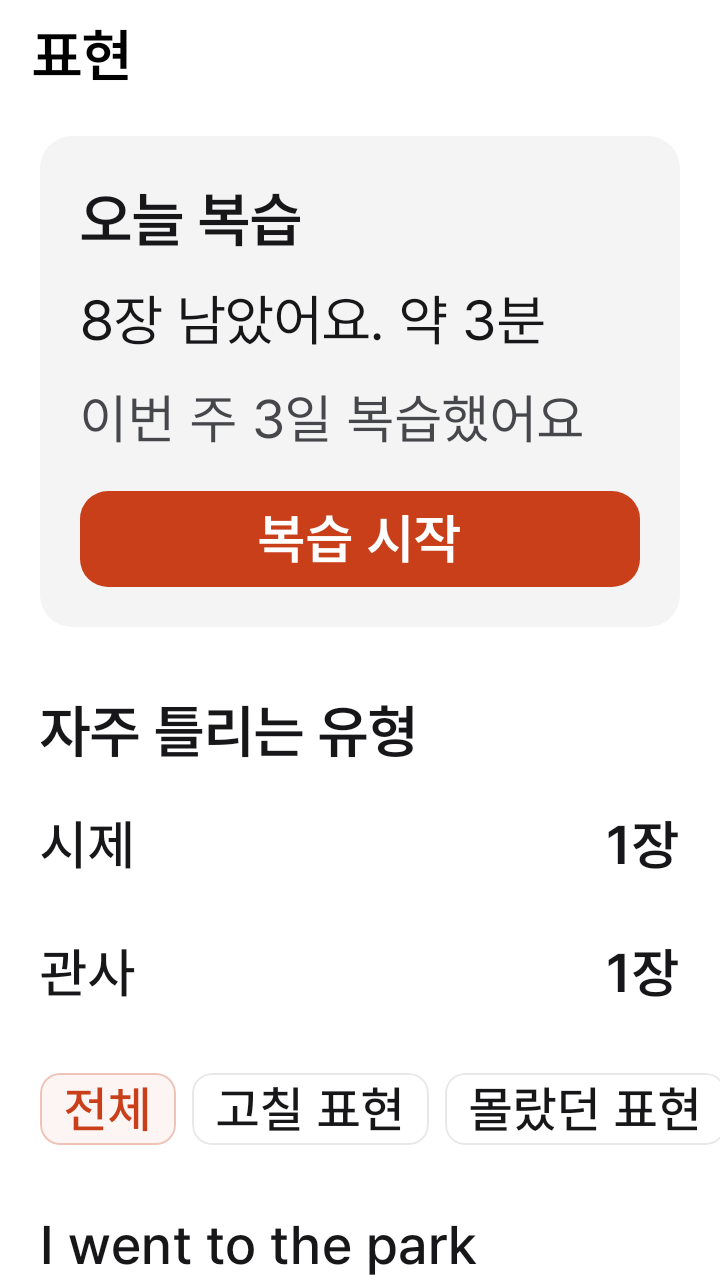 표현
오늘 복습
8장 남았어요. 약 3분
이번 주 3일 복습했어요
복습 시작
자주 틀리는 유형
시제 1장
관사 1장
전체 고칠 표현 몰랐던 표현
I went to the park